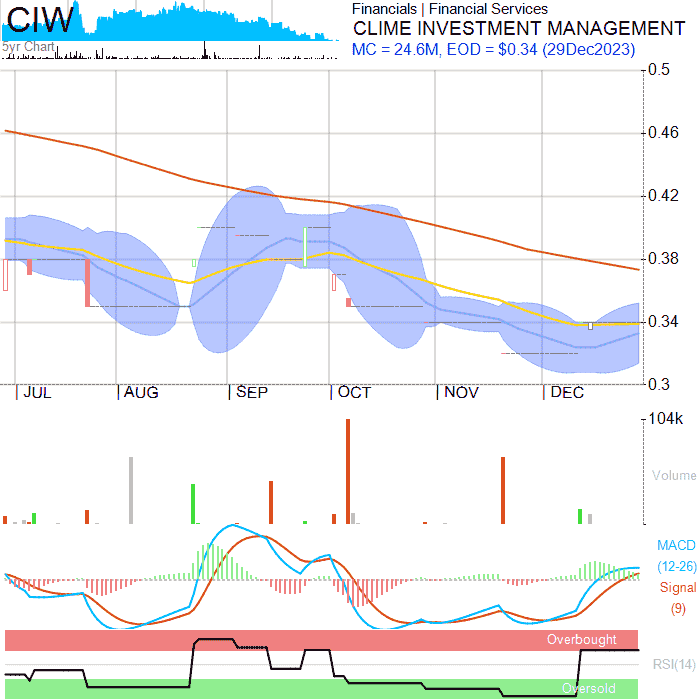 CIW
5yr Chart
Financials | Financial Services
CLIME INVESTMENT MANAGEMENT
MC = 24.6M, EOD = $0.34 (29Dec2023)
0.5
0.46
0.42
0.38
0.34
0.3
JUL AUG SEP OCT NOV DEC
104k
Volume
MACD
(12-26)
Signal
(9)
Overbought
RSI(14)
Oversold